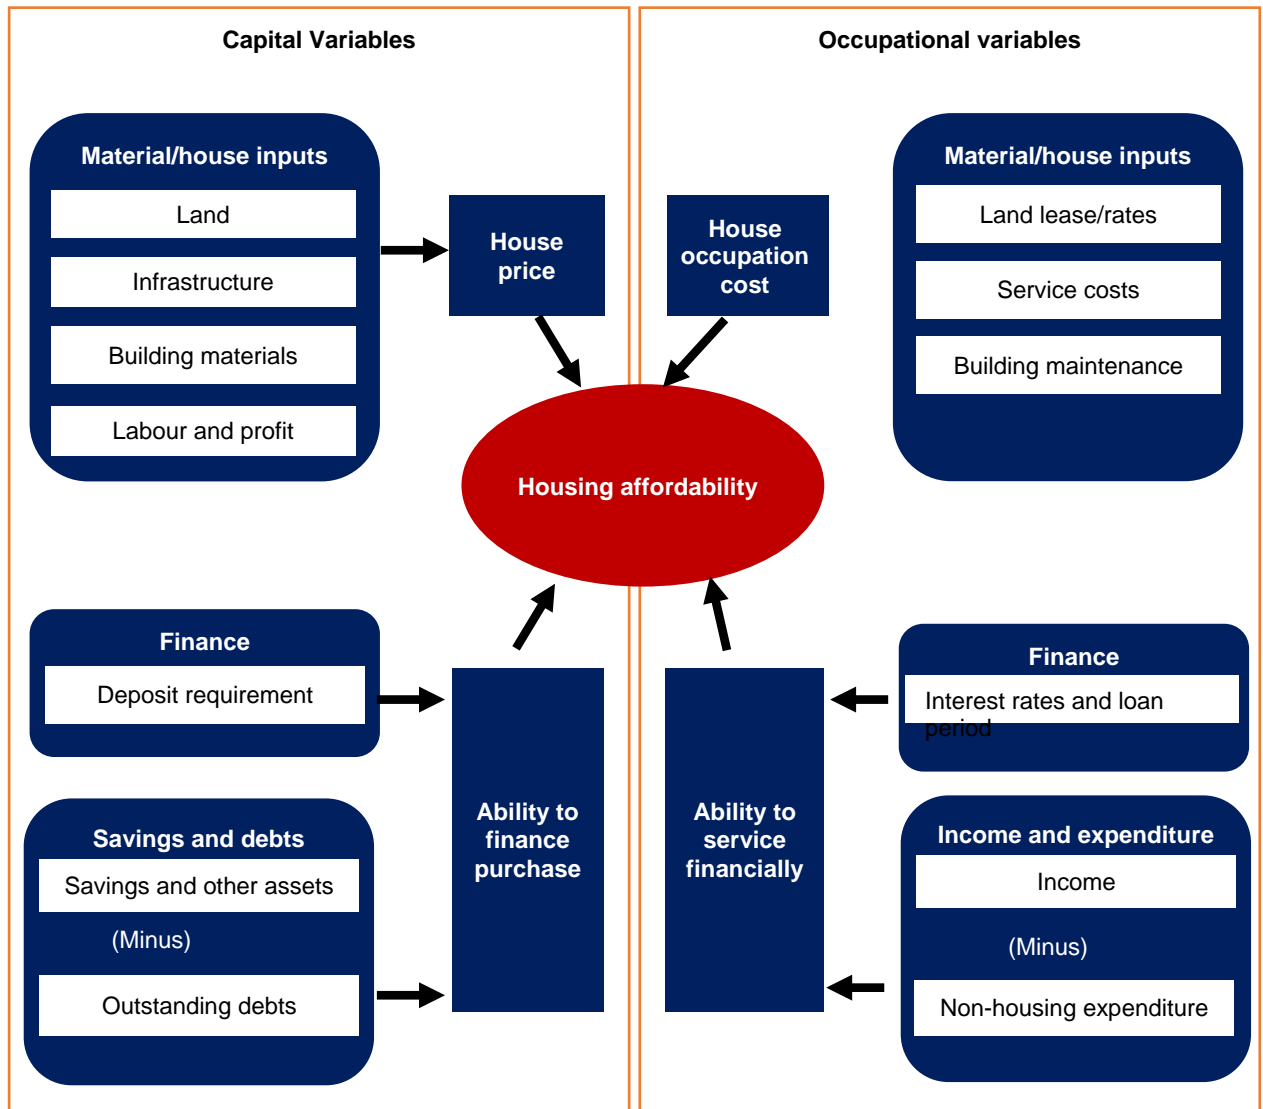 Capital Variables
Occupational variables
Material/house inputs
Land
Infrastructure
Building materials
Labour and profit
House
price
House
occupation
cost
Material/house inputs
Land lease/rates
Service costs
Building maintenance
Housing affordability
Finance
Deposit requirement
Savings and debts
Savings and other assets
(Minus)
Outstanding debts
Ability to
finance
purchase
Ability to
service
financially
Finance
Interest rates and loan
period
Income and expenditure
Income
(Minus)
Non-housing expenditure